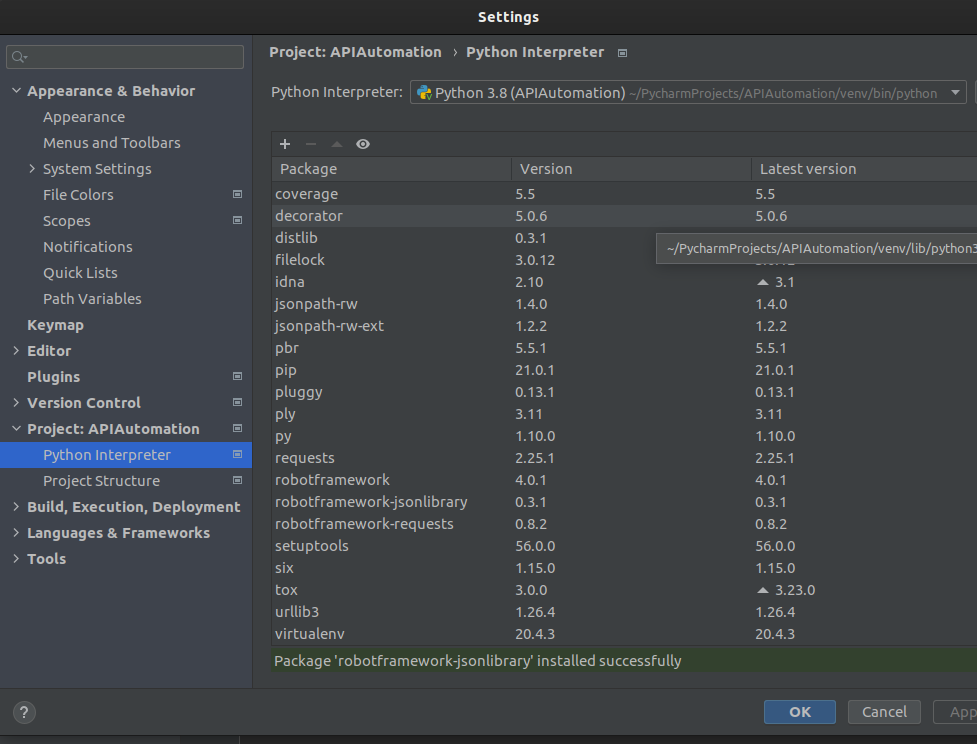 Settings
Appearance & Behavior
Appearance
Menus and Toolbars
System Settings
File Colors
Scopes
Notifications
Quick Lists
Path Variables
Keymap
Editor
Plugins
Version Control
Project: APIAutomation
Python Interpreter
Project Structure
Build, Execution, Deployment
Languages & Frameworks
Tools
Project: APIAutomation › Python Interpreter
Python Interpreter: Python 3.8 (APIAutomation) ~/PycharmProjects/APIAutomation/venv/bin/python
Package Version Latest version
coverage 5.5 5.5
decorator 5.0.6 5.0.6
distlib 0.3.1
~/PycharmProjects/APIAutomation/venv/lib/python3
filelock 3.0.12
idna 2.10 3.1
jsonpath-rw 1.4.0 1.4.0
jsonpath-rw-ext 1.2.2 1.2.2
pbr 5.5.1 5.5.1
pip 21.0.1 21.0.1
pluggy 0.13.1 0.13.1
ply 3.11 3.11
py 1.10.0 1.10.0
requests 2.25.1 2.25.1
robotframework 4.0.1 4.0.1
robotframework-jsonlibrary 0.3.1 0.3.1
robotframework-requests 0.8.2 0.8.2
setuptools 56.0.0 56.0.0
six 1.15.0 1.15.0
tox 3.0.0 3.23.0
urllib3 1.26.4 1.26.4
virtualenv 20.4.3 20.4.3
Package 'robotframework-jsonlibrary' installed successfully
? OK Cancel App